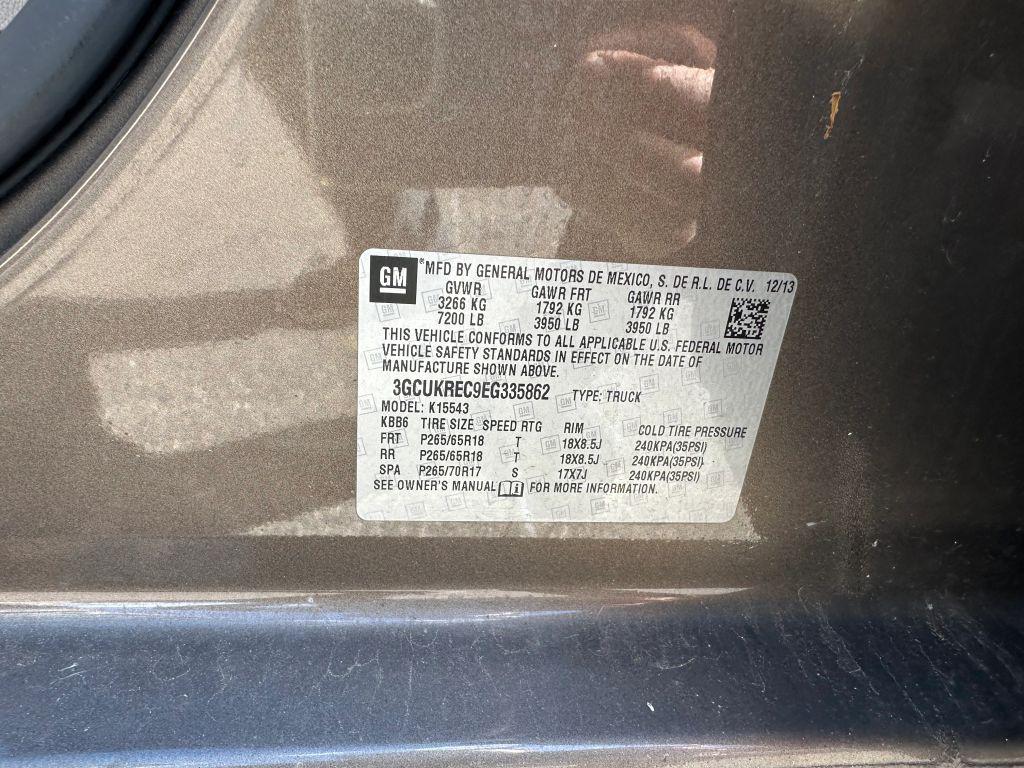 GM ®MFD BY GENERAL MOTORS DE MEXICO, S. DE R.L. DE C.V. 12/13
GVWR GAWR FRT GAWR RR
3266 KG 1792 KG 1792 KG
7200 LB 3950 LB 3950 LB
THIS VEHICLE CONFORMS TO ALL APPLICABLE U.S. FEDERAL MOTOR
VEHICLE SAFETY STANDARDS IN EFFECT ON THE DATE OF
MANUFACTURE SHOWN ABOVE.
3GCUKREC9EG335862 TYPE: TRUCK
MODEL: K15543
KBB6 TIRE SIZE SPEED RTG RIM COLD TIRE PRESSURE
FRT P265/65R18 T 18X8.5J 240KPA(35PSI)
RR P265/65R18 T 18X8.5J 240KPA(35PSI)
SPA P265/70R17 S 17X7J 240KPA(35PSI)
SEE OWNER'S MANUAL FOR MORE INFORMATION.